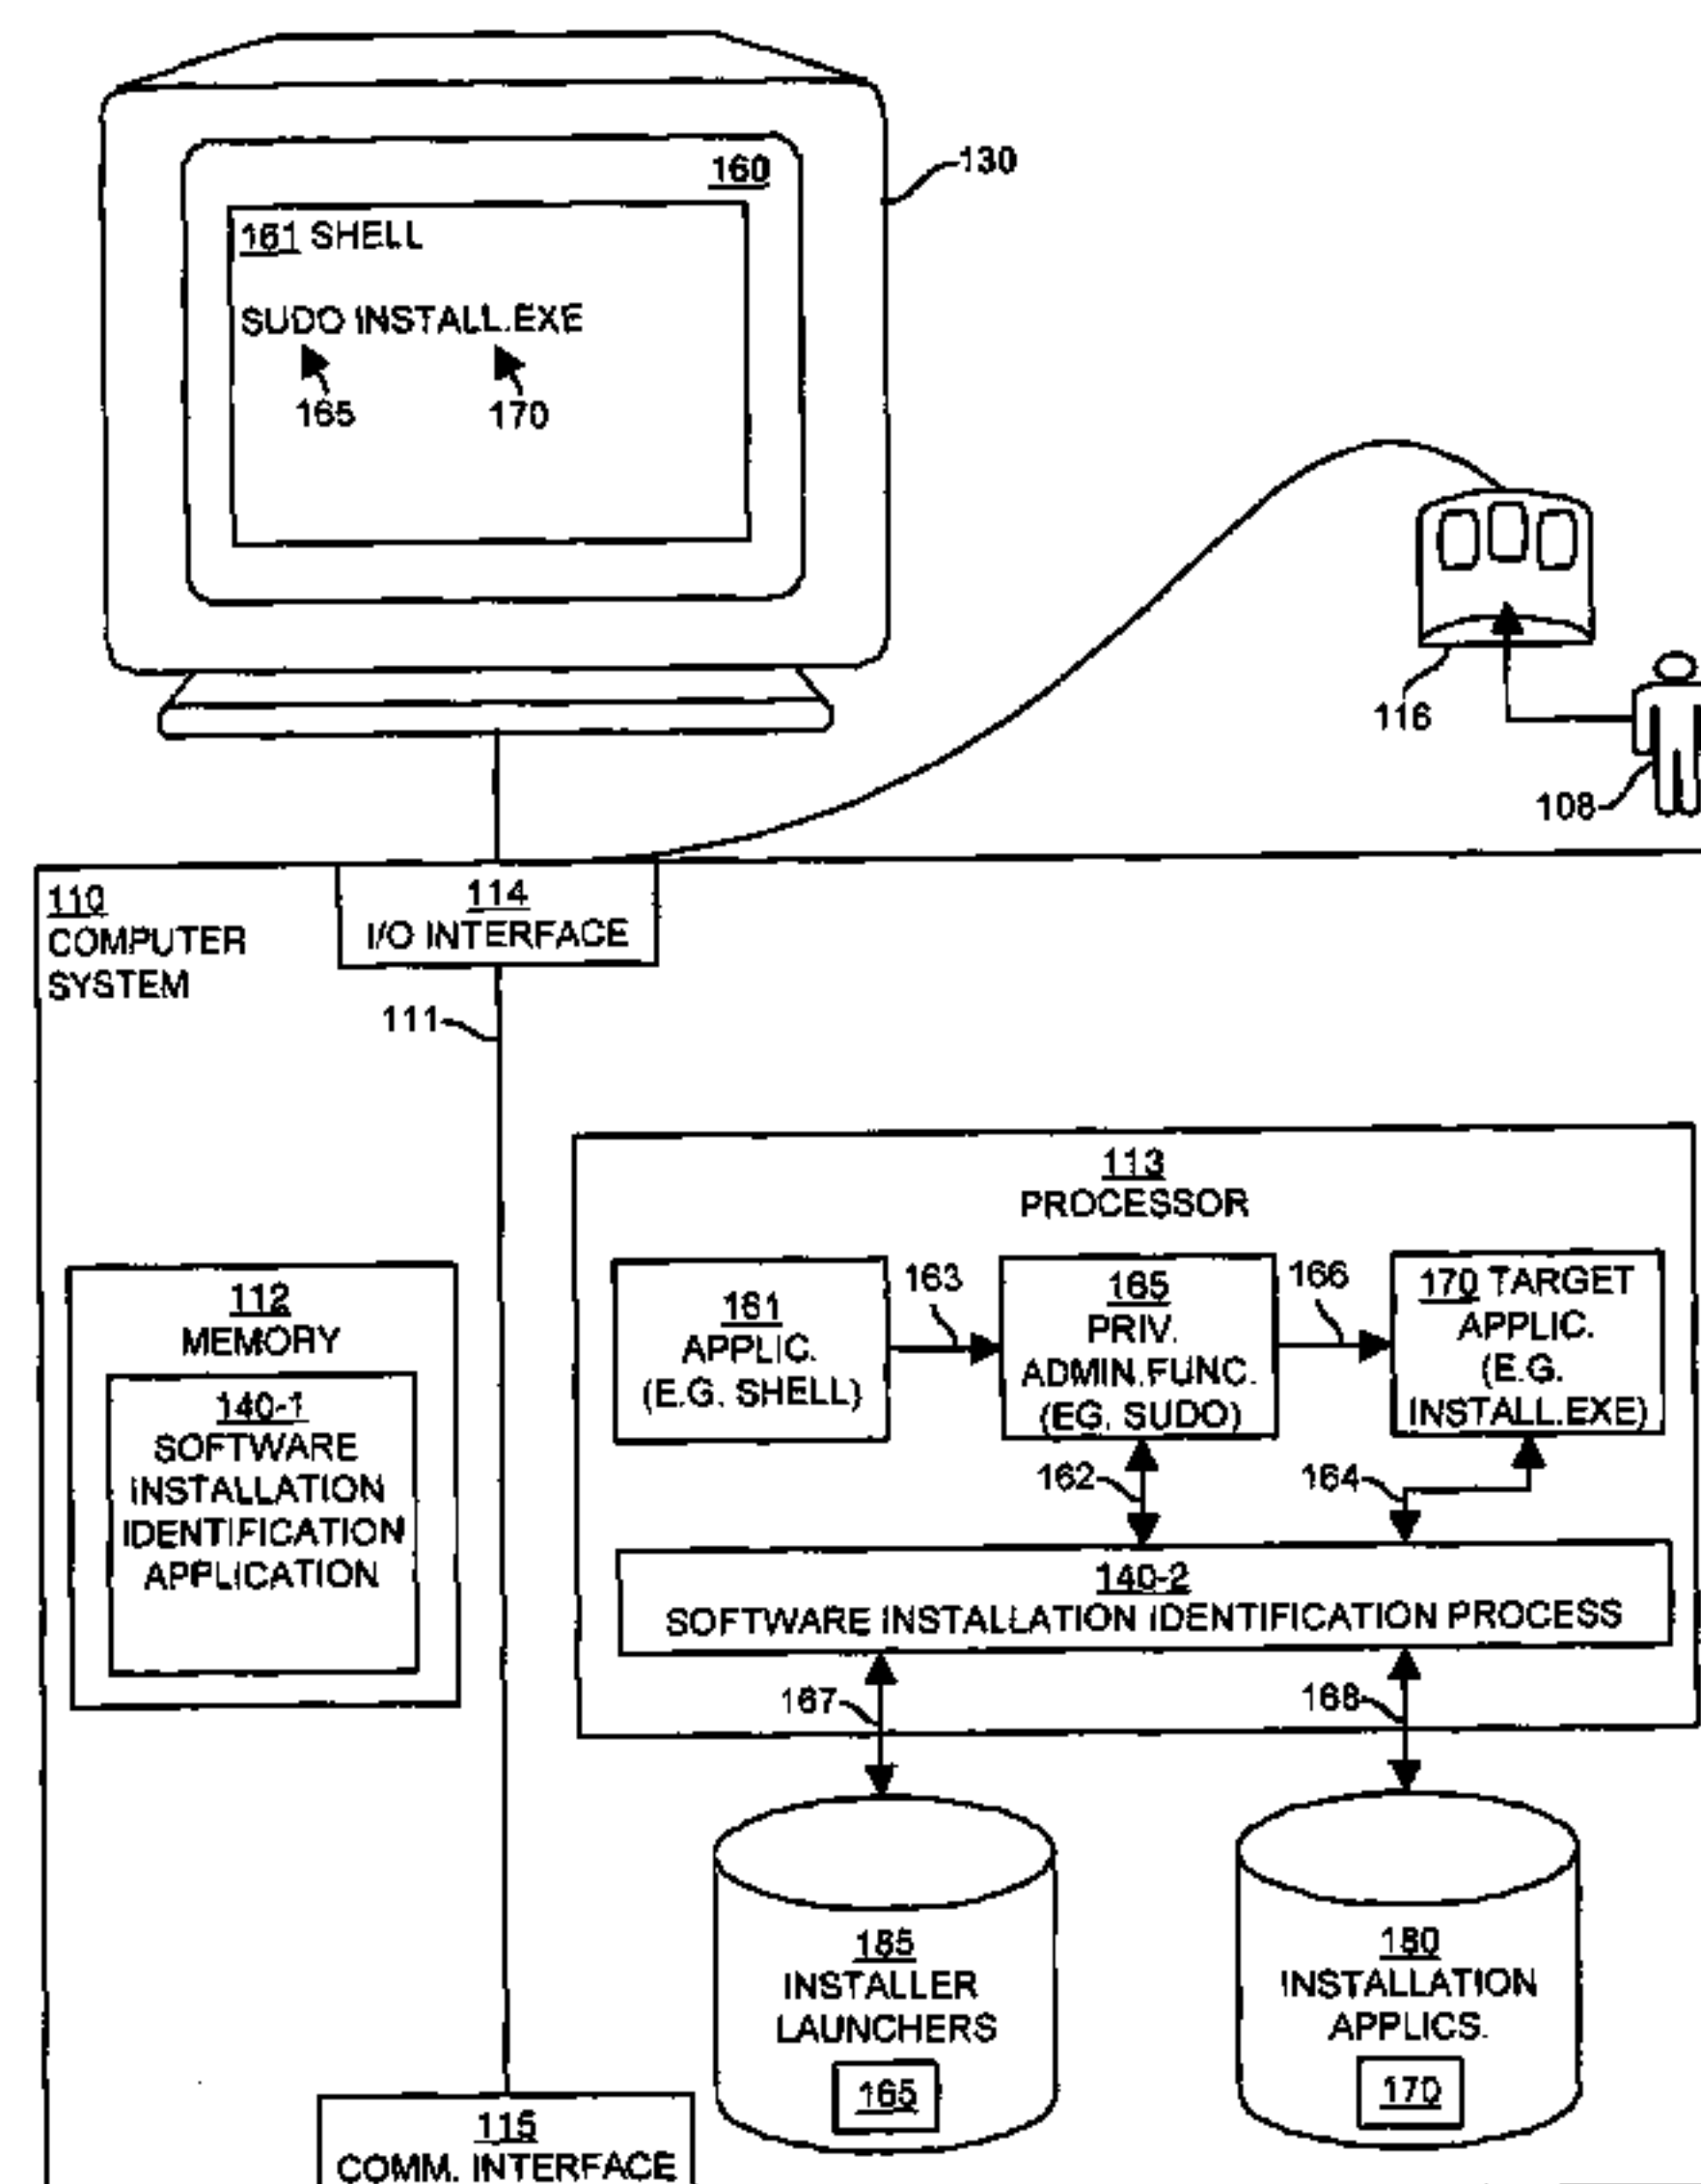 160
130
161 SHELL
SUDO INSTALL.EXE
165
170
116
108
110
COMPUTER
SYSTEM
114
I/O INTERFACE
111
113
PROCESSOR
112
MEMORY
140-1
SOFTWARE
INSTALLATION
IDENTIFICATION
APPLICATION
161
APPLIC.
(E.G. SHELL)
163
165
PRIV.
ADMIN.FUNC.
(EG. SUDO)
166
170 TARGET
APPLIC.
(E.G.
INSTALL.EXE)
162
164
140-2
SOFTWARE INSTALLATION IDENTIFICATION PROCESS
167
168
185
INSTALLER
LAUNCHERS
165
180
INSTALLATION
APPLICS.
170
115
COMM. INTERFACE